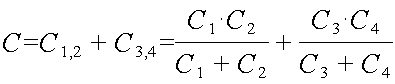 C=C₁,₂ + C₃,₄= (C₁·C₂)/(C₁ + C₂) + (C₃·C₄)/(C₃ + C₄)